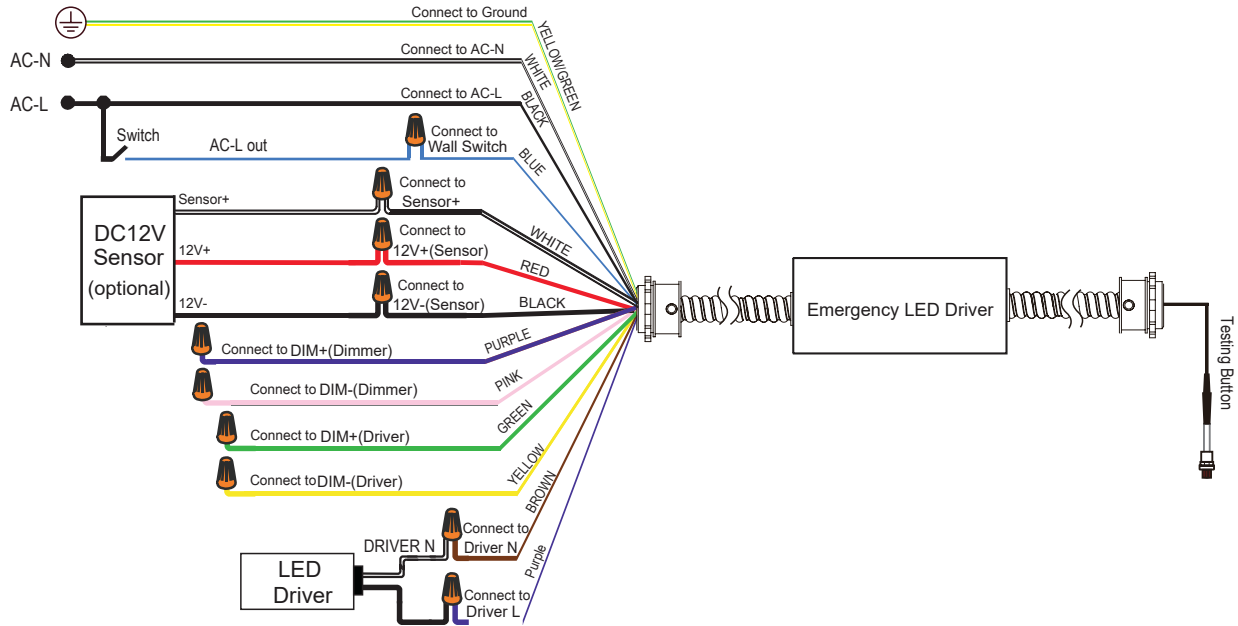 Connect to Ground
YELLOW/GREEN
AC-N
Connect to AC-N
WHITE
AC-L
Connect to AC-L
BLACK
Switch
AC-L out
Connect to
Wall Switch
BLUE
Sensor+
Connect to
Sensor+
WHITE
DC12V
Sensor
(optional)
12V+
Connect to
12V+(Sensor)
RED
12V-
Connect to
12V-(Sensor)
BLACK
Emergency LED Driver
Testing Button
Connect to DIM+(Dimmer)
PURPLE
Connect to DIM-(Dimmer)
PINK
Connect to DIM+(Driver)
GREEN
Connect toDIM-(Driver)
YELLOW
BROWN
DRIVER N
Connect to
Driver N
Purple
LED
Driver
Connect to
Driver L